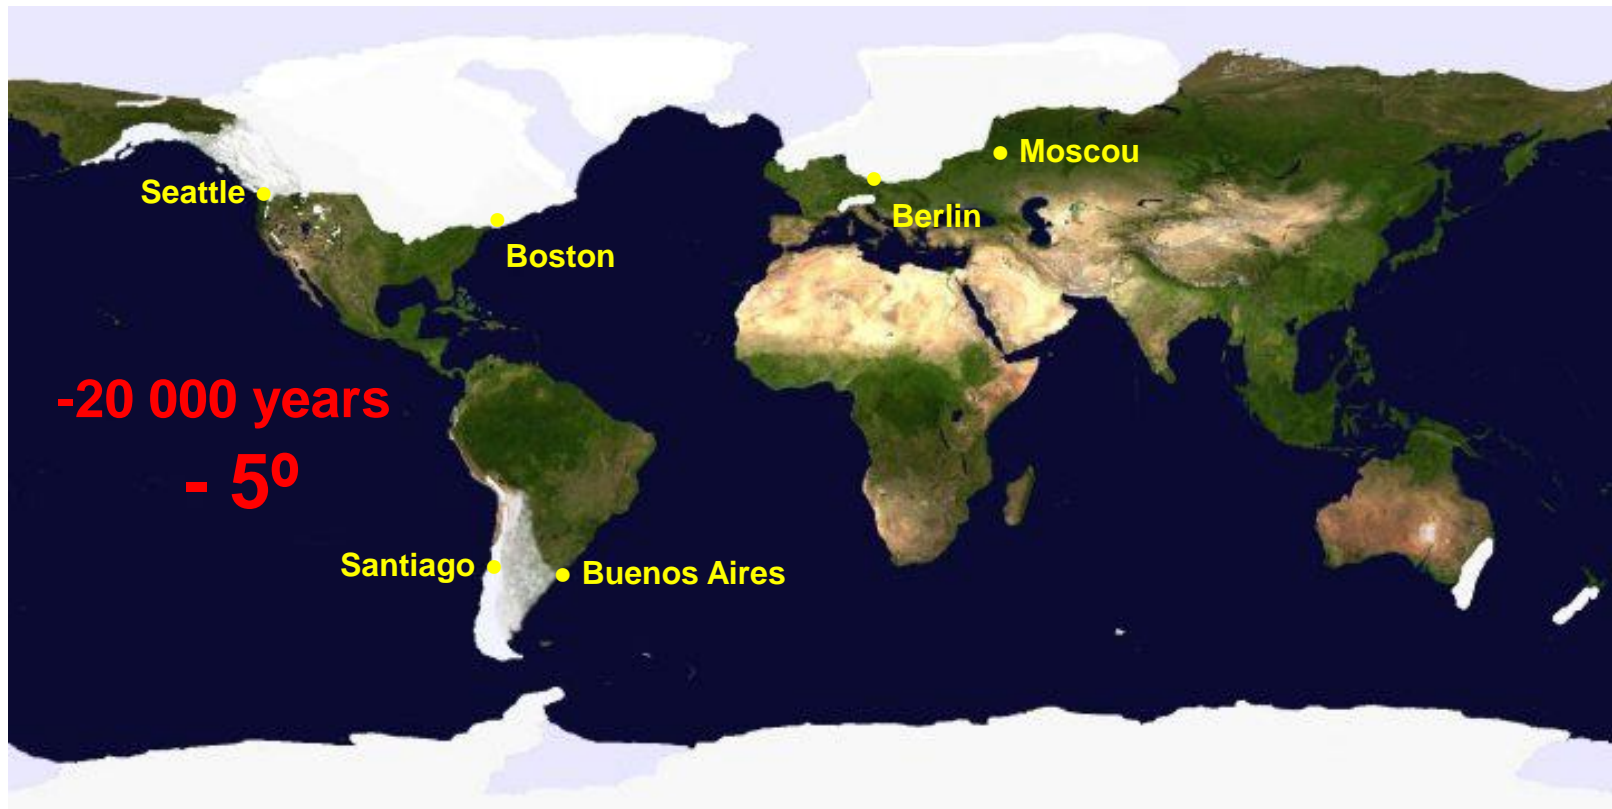 Moscou
Seattle
Berlin
Boston
-20 000 years
- 5º
Santiago
Buenos Aires